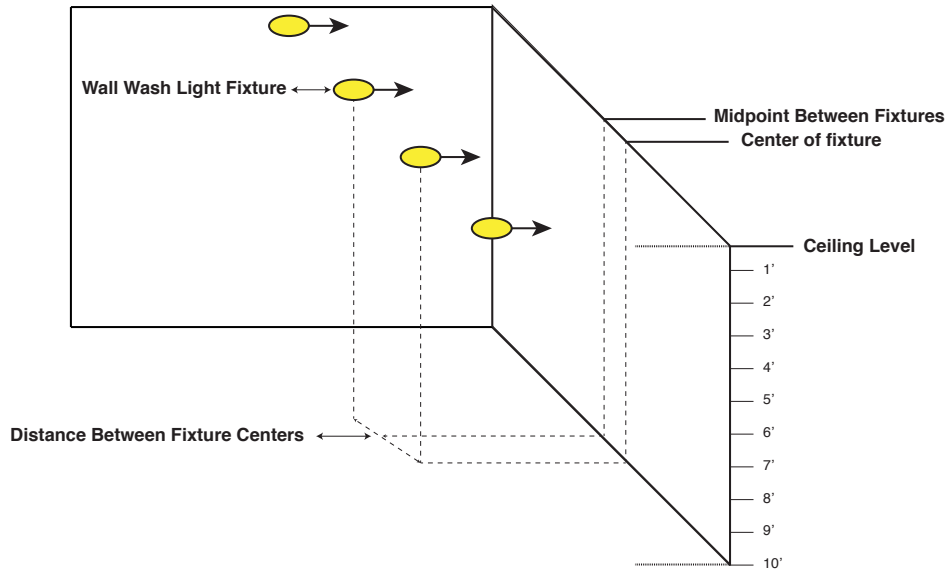 Wall Wash Light Fixture
Midpoint Between Fixtures
Center of fixture
Ceiling Level
1’
2’
3’
4’
5’
6’
Distance Between Fixture Centers
7’
8’
9’
10’